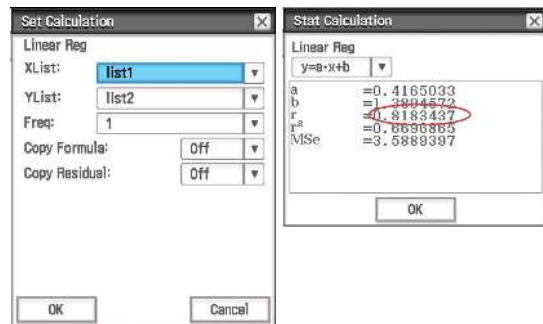 Set Calculation
Linear Reg
XList: list1
YList: list2
Freq: 1
Copy Formula: Off
Copy Residual: Off
OK Cancel
Stat Calculation
Linear Reg
y=a•x+b
a =0.4165033
b =1.3894572
r =0.8183437
r² =0.6696865
MSe =3.5889397
OK